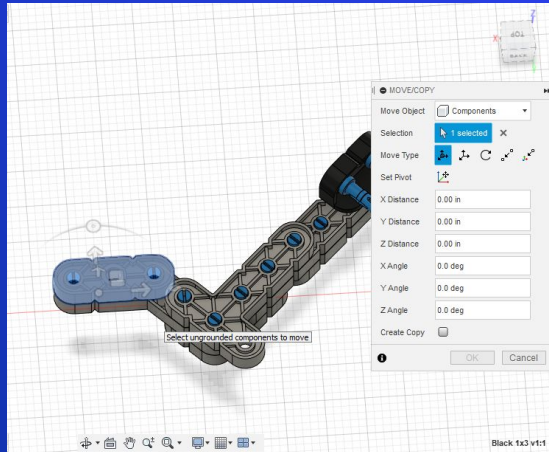 Z
X
TOP
BACK
MOVE/COPY
Move Object Components
Selection 1 selected
Move Type
Set Pivot
X Distance 0.00 in
Y Distance 0.00 in
Z Distance 0.00 in
X Angle 0.0 deg
Y Angle 0.0 deg
Z Angle 0.0 deg
Create Copy
OK Cancel
Select ungrounded components to move
Black 1x3 v1:1